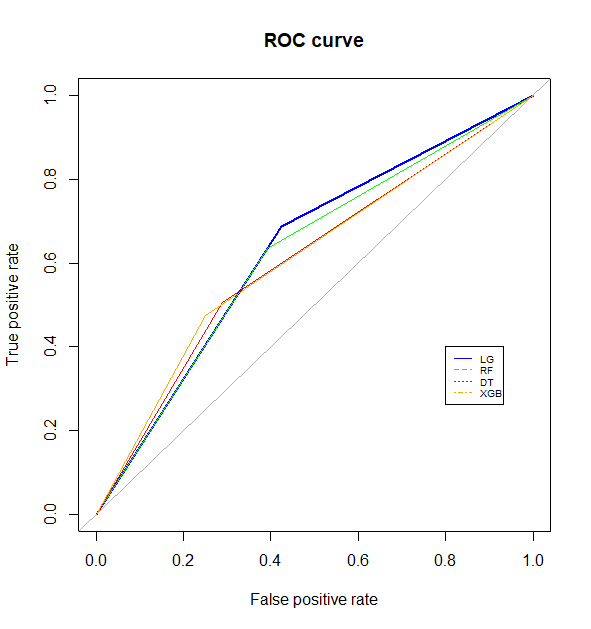 ROC curve
True positive rate
1.0
0.8
0.6
0.4
0.2
0.0
LG
RF
DT
XGB
0.0 0.2 0.4 0.6 0.8 1.0
False positive rate